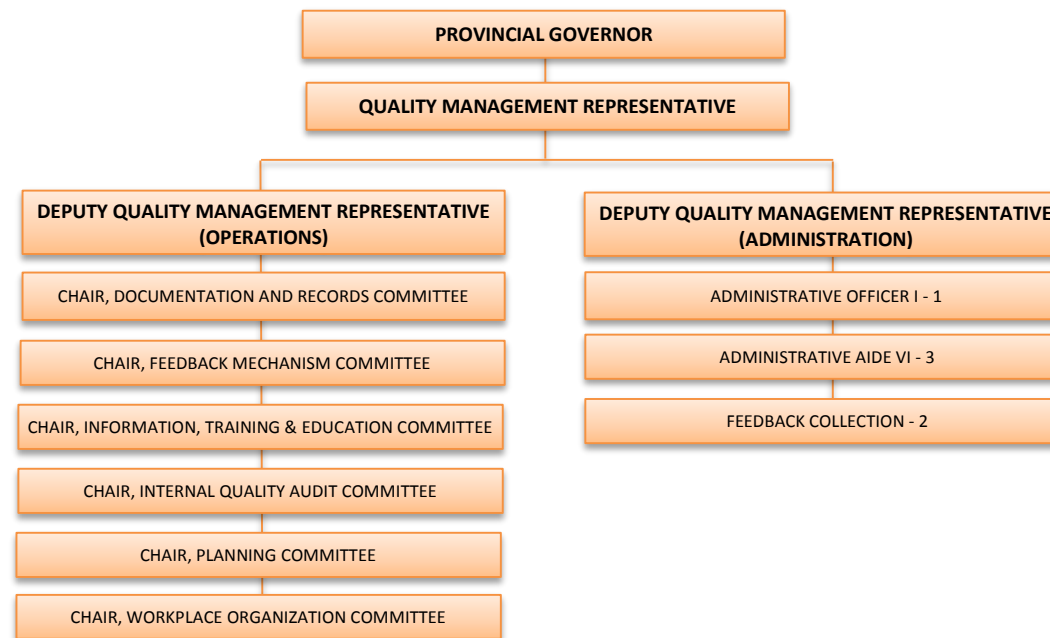 PROVINCIAL GOVERNOR
QUALITY MANAGEMENT REPRESENTATIVE
DEPUTY QUALITY MANAGEMENT REPRESENTATIVE
(OPERATIONS)
CHAIR, DOCUMENTATION AND RECORDS COMMITTEE
CHAIR, FEEDBACK MECHANISM COMMITTEE
CHAIR, INFORMATION, TRAINING & EDUCATION COMMITTEE
CHAIR, INTERNAL QUALITY AUDIT COMMITTEE
CHAIR, PLANNING COMMITTEE
CHAIR, WORKPLACE ORGANIZATION COMMITTEE
DEPUTY QUALITY MANAGEMENT REPRESENTATIVE
(ADMINISTRATION)
ADMINISTRATIVE OFFICER I - 1
ADMINISTRATIVE AIDE VI - 3
FEEDBACK COLLECTION - 2